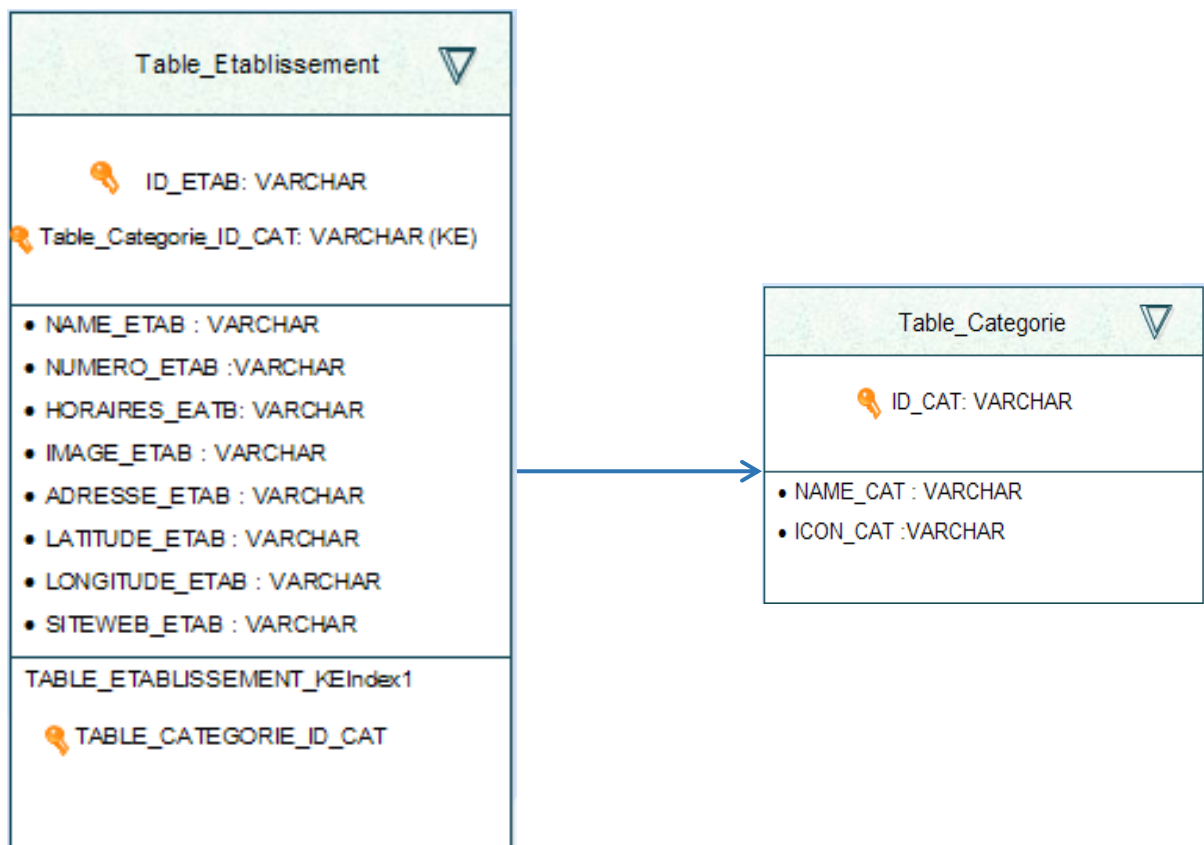 Table_Etablissement
ID_ETAB: VARCHAR
Table_Categorie_ID_CAT: VARCHAR (KE)
• NAME_ETAB : VARCHAR
• NUMERO_ETAB :VARCHAR
• HORAIRES_EATB: VARCHAR
• IMAGE_ETAB : VARCHAR
• ADRESSE_ETAB : VARCHAR
• LATITUDE_ETAB : VARCHAR
• LONGITUDE_ETAB : VARCHAR
• SITEWEB_ETAB : VARCHAR
TABLE_ETABLISSEMENT_KEIndex1
TABLE_CATEGORIE_ID_CAT
Table_Categorie
ID_CAT: VARCHAR
• NAME_CAT : VARCHAR
• ICON_CAT :VARCHAR